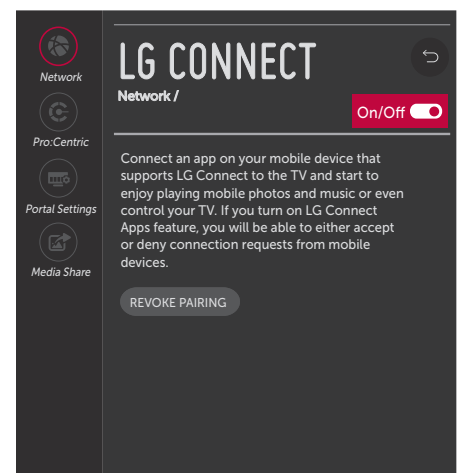 Network
Pro:Centric
Portal Settings
Media Share
LG CONNECT
Network /
On/Off
Connect an app on your mobile device that
supports LG Connect to the TV and start to
enjoy playing mobile photos and music or even
control your TV. If you turn on LG Connect
Apps feature, you will be able to either accept
or deny connection requests from mobile
devices.
REVOKE PAIRING